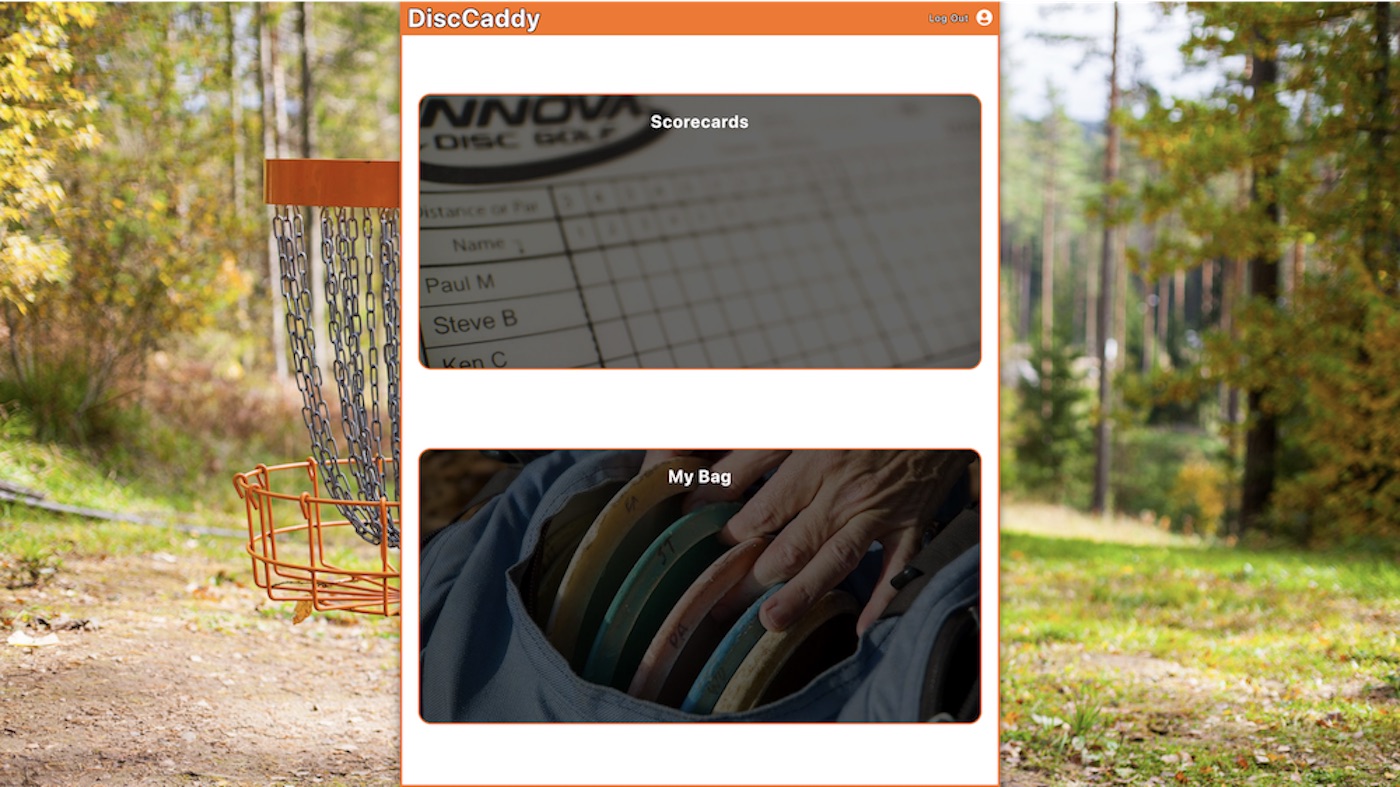 DiscCaddy
Log Out
Scorecards
INNOVA
DISC GOLF
Distance or Par
Name
Paul M
Steve B
Ken C
My Bag